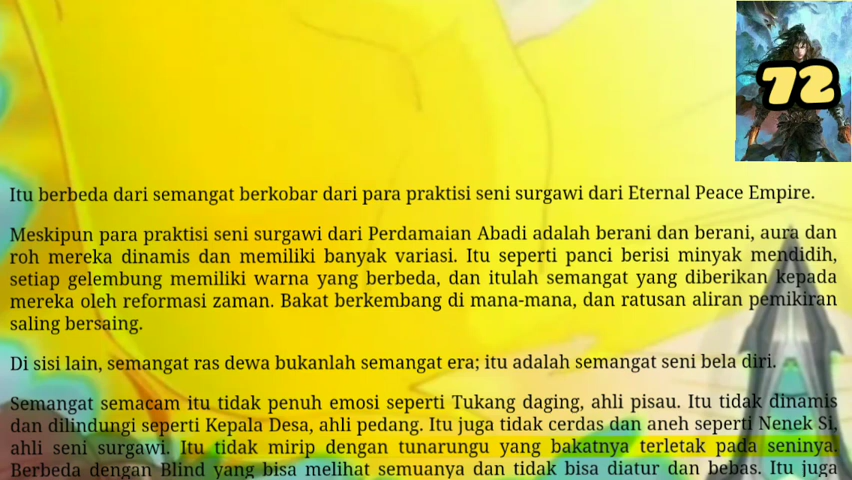 72
Itu berbeda dari semangat berkobar dari para praktisi seni surgawi dari Eternal Peace Empire.
Meskipun para praktisi seni surgawi dari Perdamaian Abadi adalah berani dan berani, aura dan
roh mereka dinamis dan memiliki banyak variasi. Itu seperti panci berisi minyak mendidih,
setiap gelembung memiliki warna yang berbeda, dan itulah semangat yang diberikan kepada
mereka oleh reformasi zaman. Bakat berkembang di mana-mana, dan ratusan aliran pemikiran
saling bersaing.
Di sisi lain, semangat ras dewa bukanlah semangat era; itu adalah semangat seni bela diri.
Semangat semacam itu tidak penuh emosi seperti Tukang daging, ahli pisau. Itu tidak dinamis
dan dilindungi seperti Kepala Desa, ahli pedang. Itu juga tidak cerdas dan aneh seperti Nenek Si,
ahli seni surgawi. Itu tidak mirip dengan tunarungu yang bakatnya terletak pada seninya.
Berbeda dengan Blind yang bisa melihat semuanya dan tidak bisa diatur dan bebas. Itu juga